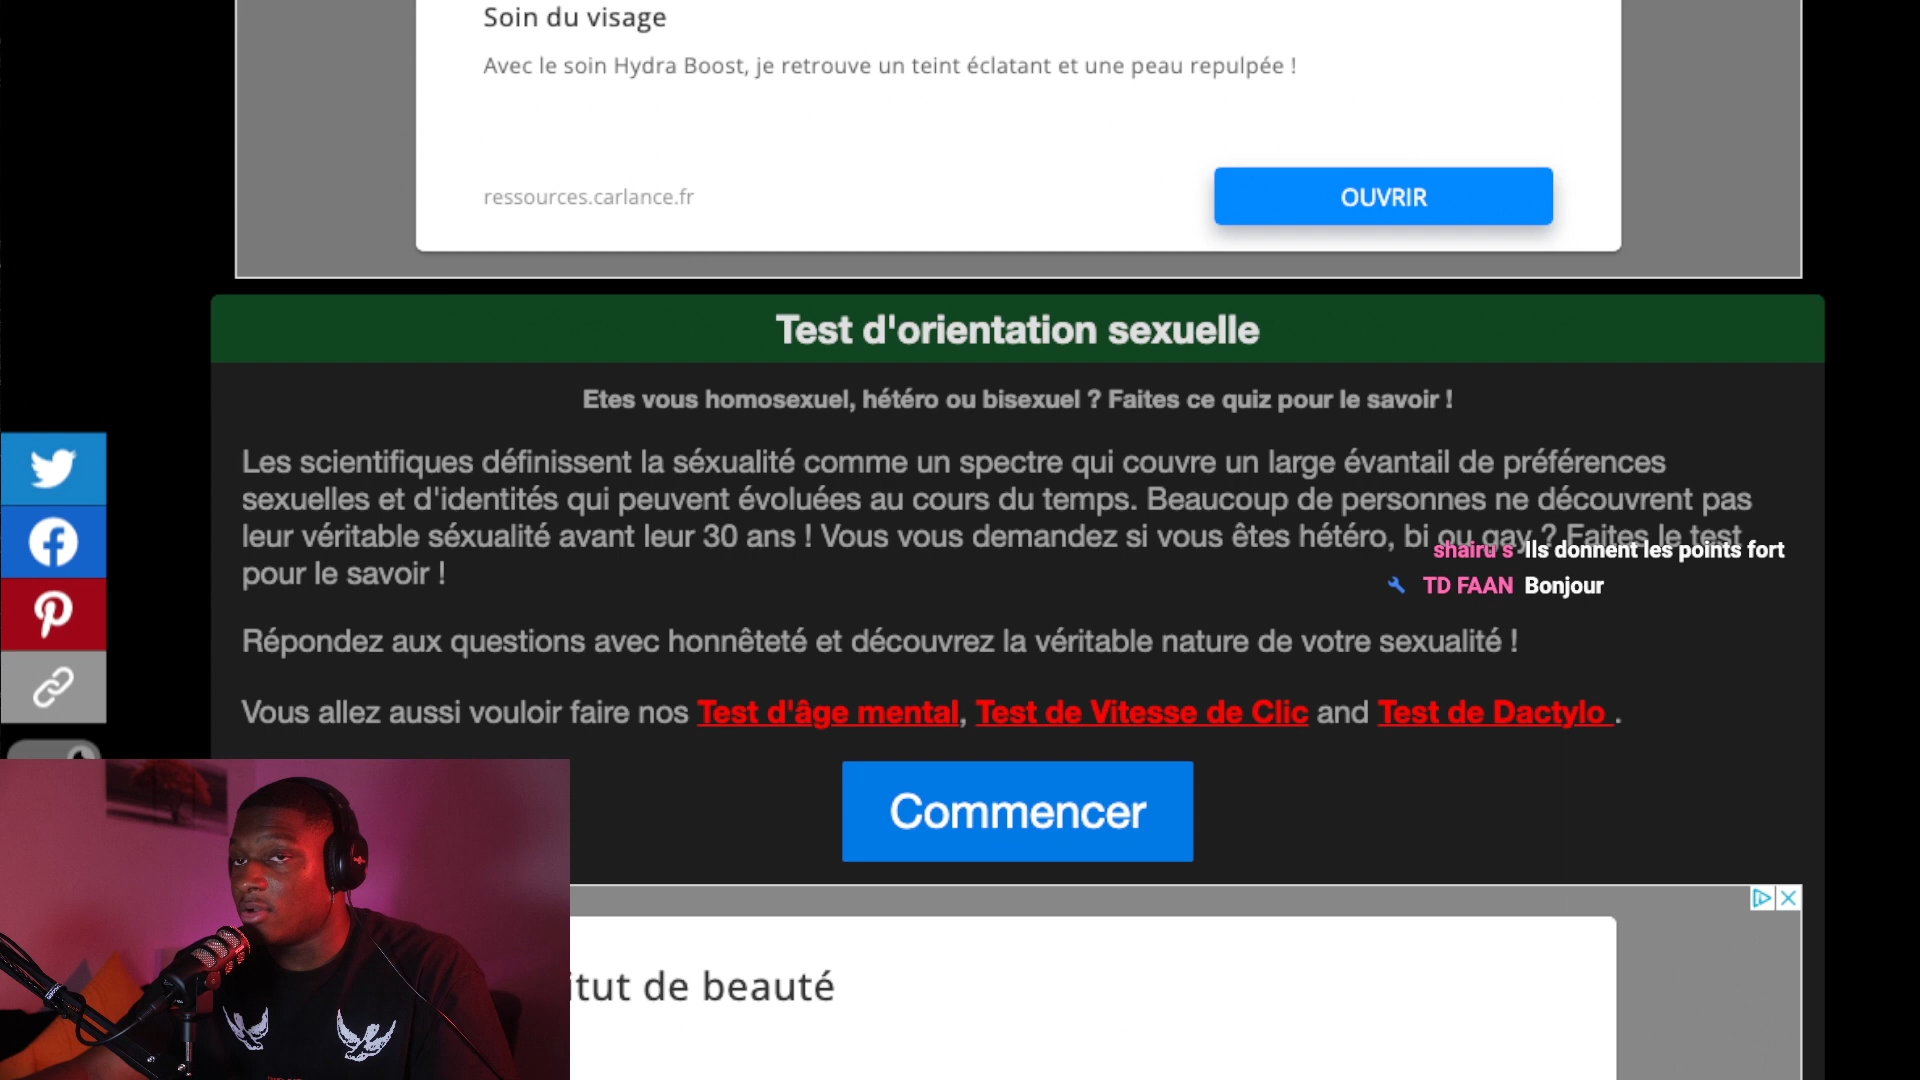 Soin du visage
Avec le soin Hydra Boost, je retrouve un teint éclatant et une peau repulpée !
ressources.carlance.fr
OUVRIR
Test d'orientation sexuelle
Etes vous homosexuel, hétéro ou bisexuel ? Faites ce quiz pour le savoir !
Les scientifiques définissent la séxualité comme un spectre qui couvre un large évantail de préférences
sexuelles et d'identités qui peuvent évoluées au cours du temps. Beaucoup de personnes ne découvrent pas
leur véritable séxualité avant leur 30 ans ! Vous vous demandez si vous êtes hétéro, bi ou gay ? Faites le test
pour le savoir !
shairu s Ils donnent les points fort
TD FAAN Bonjour
Répondez aux questions avec honnêteté et découvrez la véritable nature de votre sexualité !
Vous allez aussi vouloir faire nos Test d'âge mental, Test de Vitesse de Clic and Test de Dactylo .
Commencer
itut de beauté